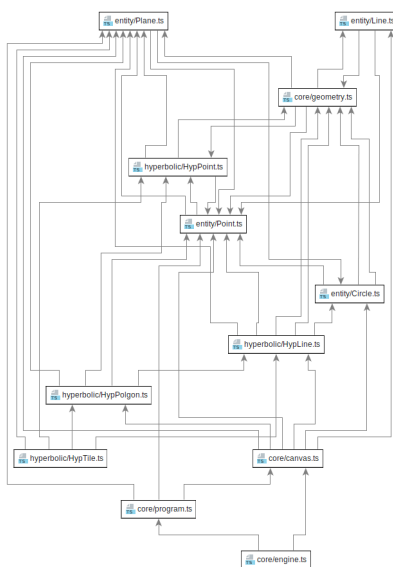 entity/Plane.ts
entity/Line.ts
core/geometry.ts
hyperbolic/HypPoint.ts
entity/Point.ts
entity/Circle.ts
hyperbolic/HypLine.ts
hyperbolic/HypPolgon.ts
hyperbolic/HypTile.ts
core/canvas.ts
core/program.ts
core/engine.ts